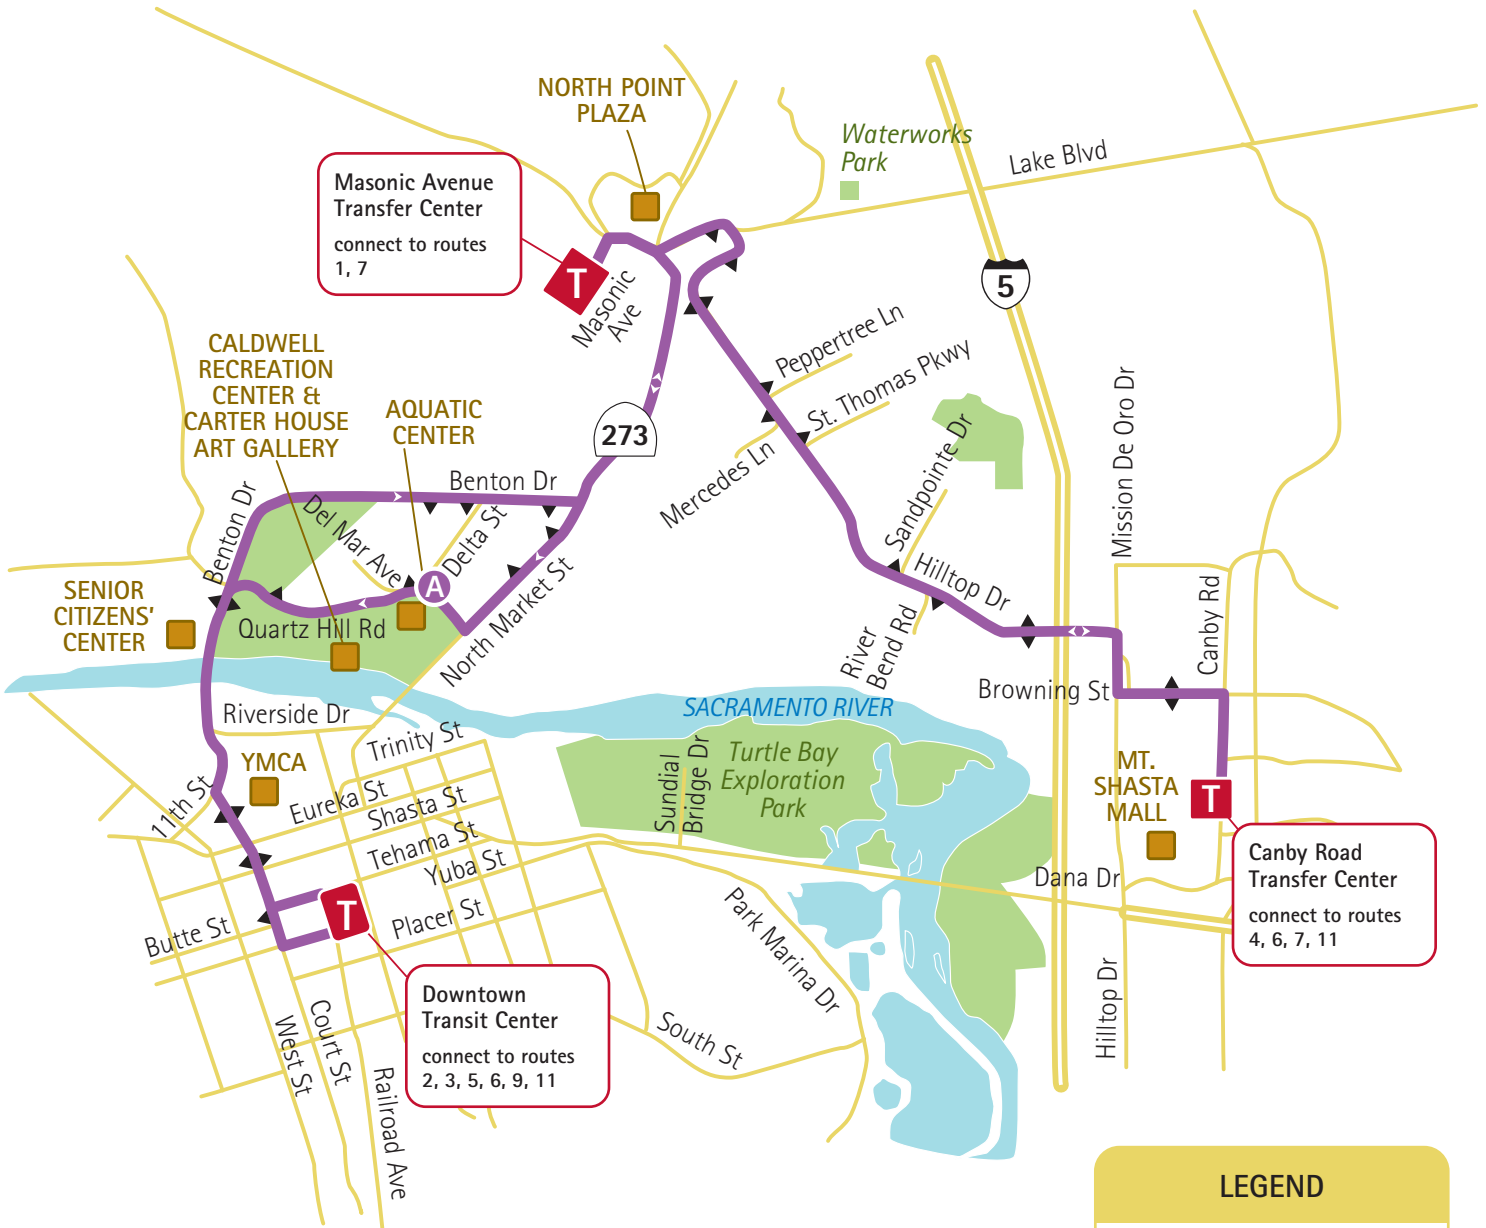 NORTH POINT
PLAZA
Waterworks
Park
Lake Blvd
Masonic Avenue
Transfer Center
connect to routes
1, 7
T
Masonic
Ave
5
Peppertree Ln
St. Thomas Pkwy
Mercedes Ln
CALDWELL
RECREATION
CENTER &
CARTER HOUSE
ART GALLERY
AQUATIC
CENTER
273
Benton Dr
Benton Dr
Del Mar Ave
Delta St
A
North Market St
Quartz Hill Rd
SENIOR
CITIZENS'
CENTER
Sandpointe Dr
Hilltop Dr
River
Bend Rd
Mission De Oro Dr
Canby Rd
Browning St
SACRAMENTO RIVER
Riverside Dr
Trinity St
YMCA
11th St
Eureka St
Shasta St
Tehama St
Yuba St
Placer St
Butte St
T
Sundial
Bridge Dr
Turtle Bay
Exploration
Park
MT.
SHASTA
MALL
T
Canby Road
Transfer Center
connect to routes
4, 6, 7, 11
Dana Dr
Park Marina Dr
Hilltop Dr
Downtown
Transit Center
connect to routes
2, 3, 5, 6, 9, 11
South St
West St
Court St
Railroad Ave
LEGEND